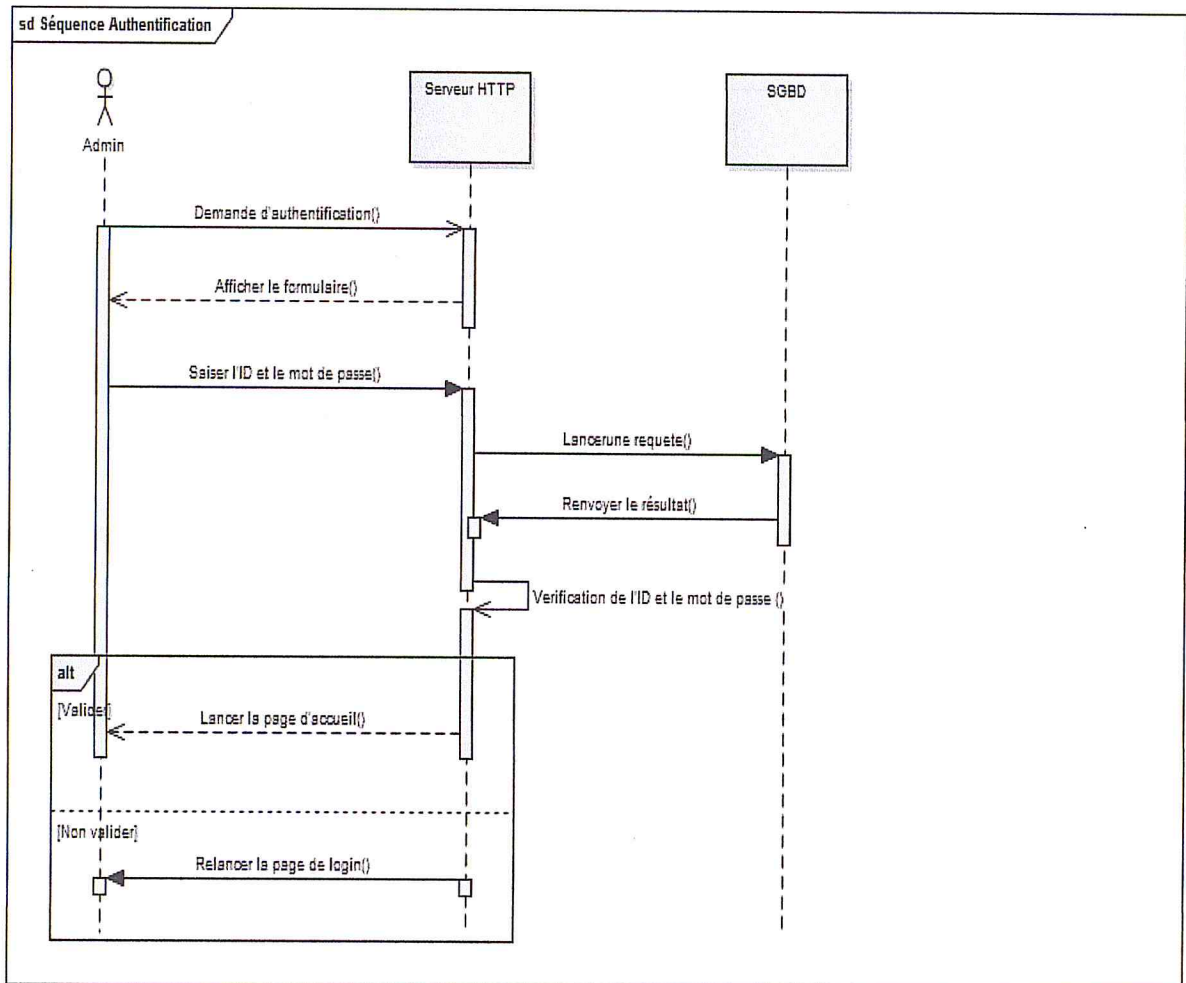 sd Séquence Authentification
Serveur HTTP
SGBD
Admin
Demande d'authentification()
Afficher le formulaire()
Saiser l'ID et le mot de passe()
Lancerune requete()
Renvoyer le résultat()
Verification de l'ID et le mot de passe ()
alt
[Valider]
Lancer la page d'accueil()
[Non valider]
Relancer la page de login()